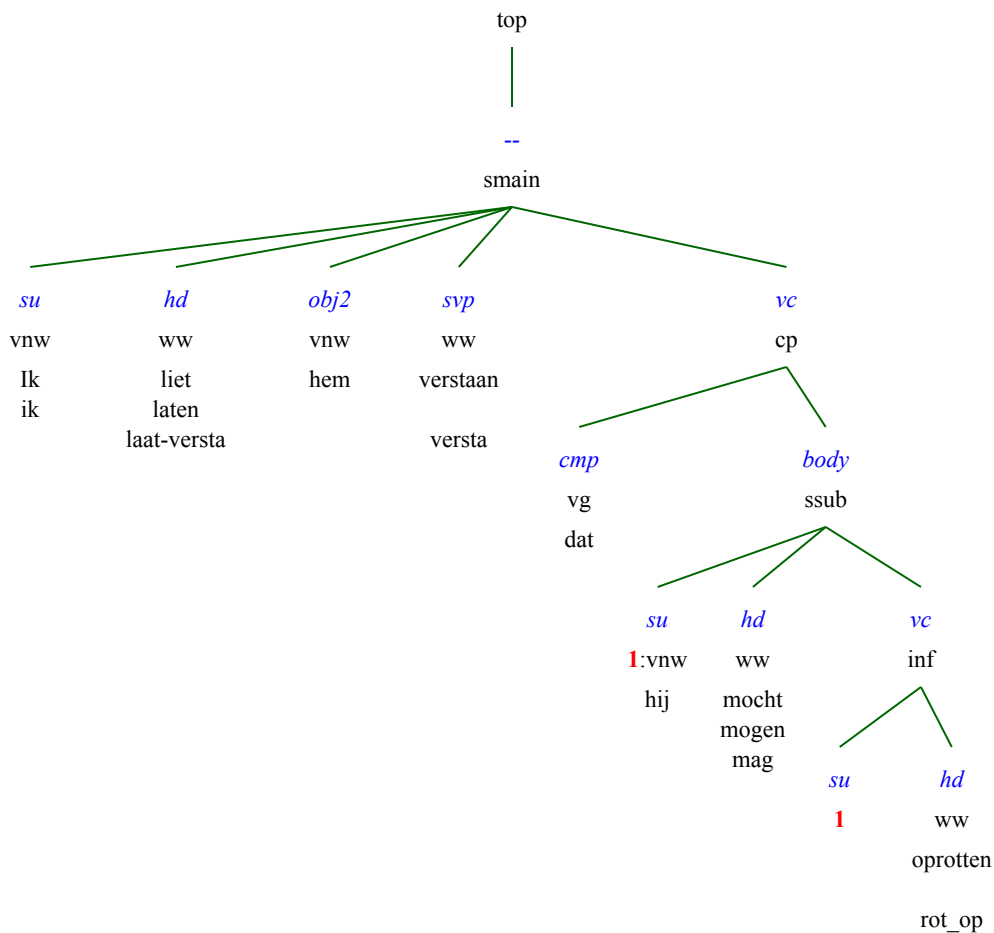 top
--
smain
su hd obj2 svp vc
vnw ww vnw ww cp
Ik liet hem verstaan
ik laten
laat-versta versta
cmp body
vg ssub
dat
su hd vc
1:vnw ww inf
hij mocht
mogen
mag
su hd
1 ww
oprotten
rot_op